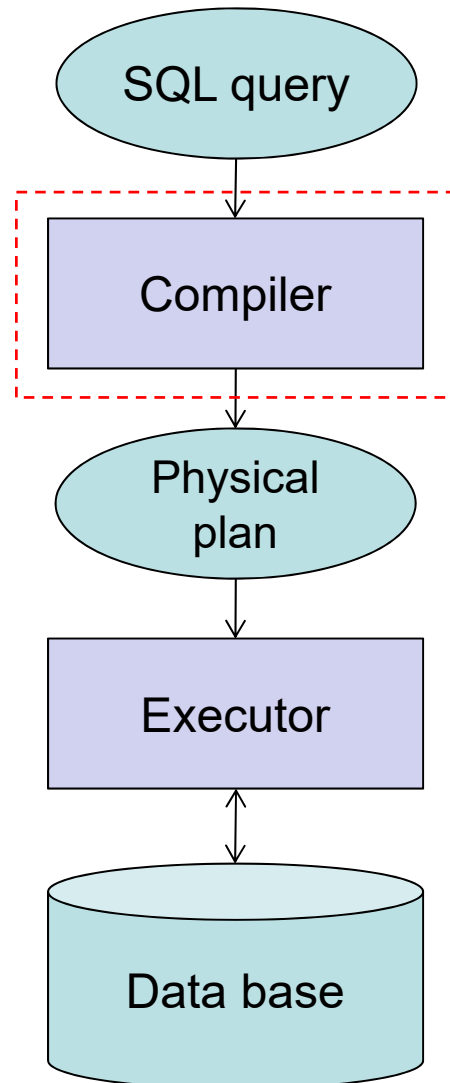 SQL query
Compiler
Physical
plan
Executor
Data base